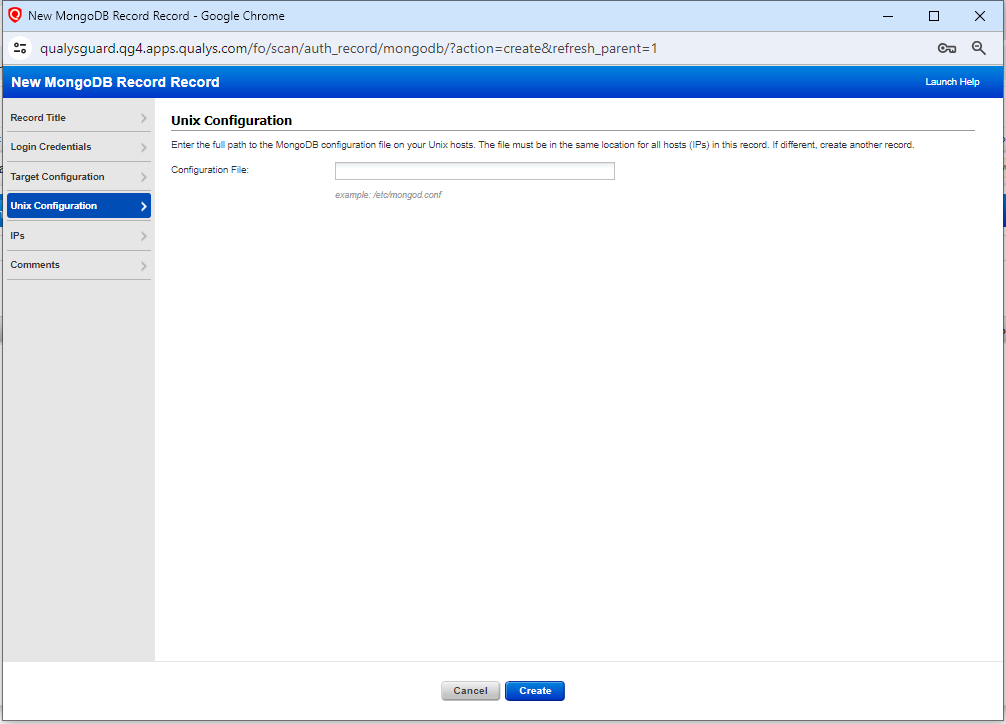 New MongoDB Record Record - Google Chrome
qualysguard.qg4.apps.qualys.com/fo/scan/auth_record/mongodb/?action=create&refresh_parent=1
New MongoDB Record Record
Launch Help
Record Title
Login Credentials
Target Configuration
Unix Configuration
IPs
Comments
Unix Configuration
Enter the full path to the MongoDB configuration file on your Unix hosts. The file must be in the same location for all hosts (IPs) in this record. If different, create another record.
Configuration File:
example: /etc/mongod.conf
Cancel
Create